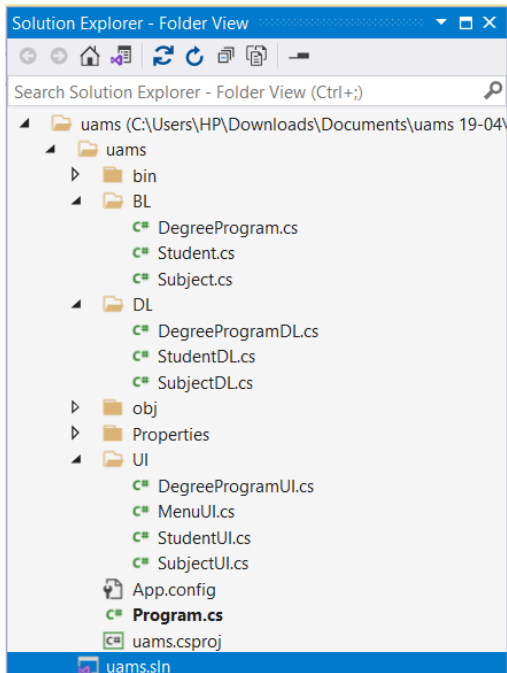 Solution Explorer - Folder View
Search Solution Explorer - Folder View (Ctrl+;)
uams (C:\Users\HP\Downloads\Documents\uams 19-04\
uams
bin
BL
C# DegreeProgram.cs
C# Student.cs
C# Subject.cs
DL
C# DegreeProgramDL.cs
C# StudentDL.cs
C# SubjectDL.cs
obj
Properties
UI
C# DegreeProgramUI.cs
C# MenuUI.cs
C# StudentUI.cs
C# SubjectUI.cs
App.config
C# Program.cs
C# uams.csproj
uams.sln